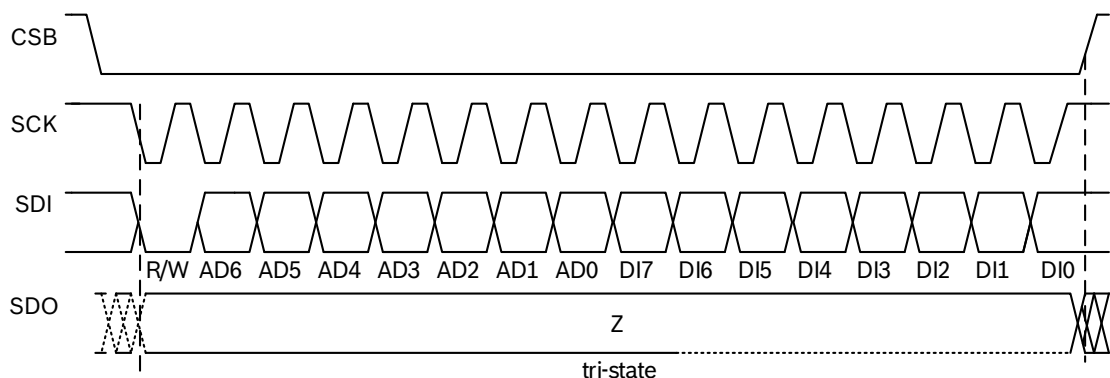 CSB
SCK
SDI
R/W AD6 AD5 AD4 AD3 AD2 AD1 AD0 DI7 DI6 DI5 DI4 DI3 DI2 DI1 DI0
SDO
Z
tri-state